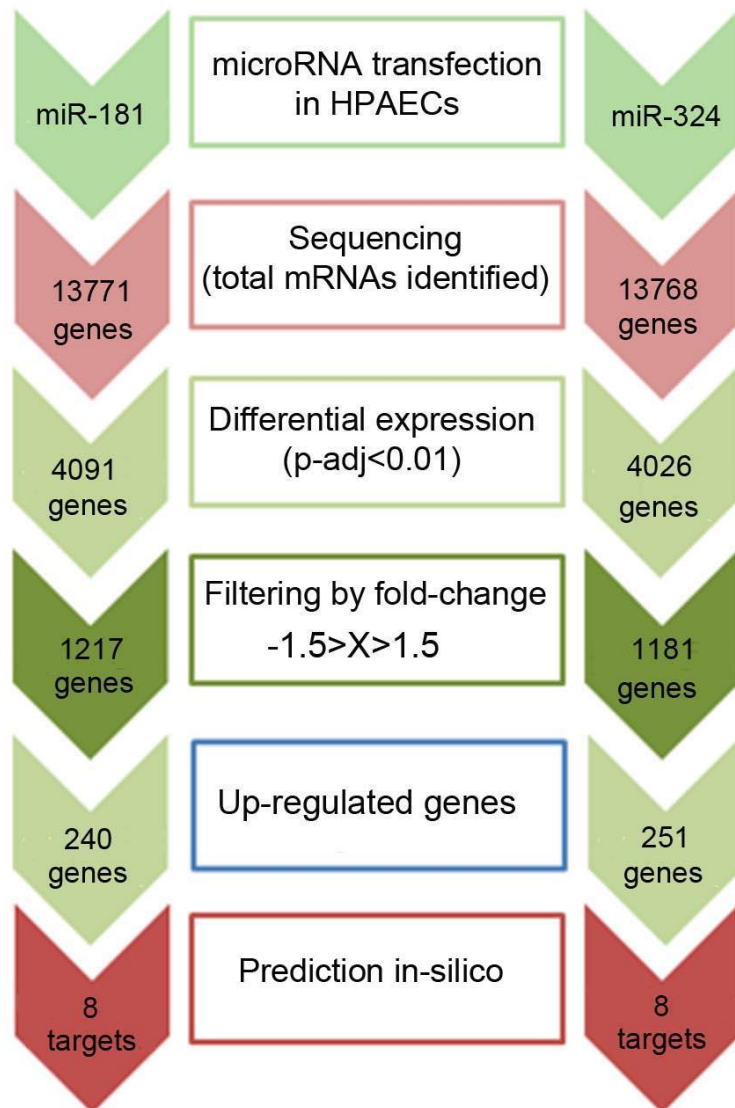 miR-181
microRNA transfection
in HPAECs
miR-324
13771
genes
Sequencing
(total mRNAs identified)
13768
genes
4091
genes
Differential expression
(p-adj<0.01)
4026
genes
1217
genes
Filtering by fold-change
-1.5>X>1.5
1181
genes
240
genes
Up-regulated genes
251
genes
8
targets
Prediction in-silico
8
targets